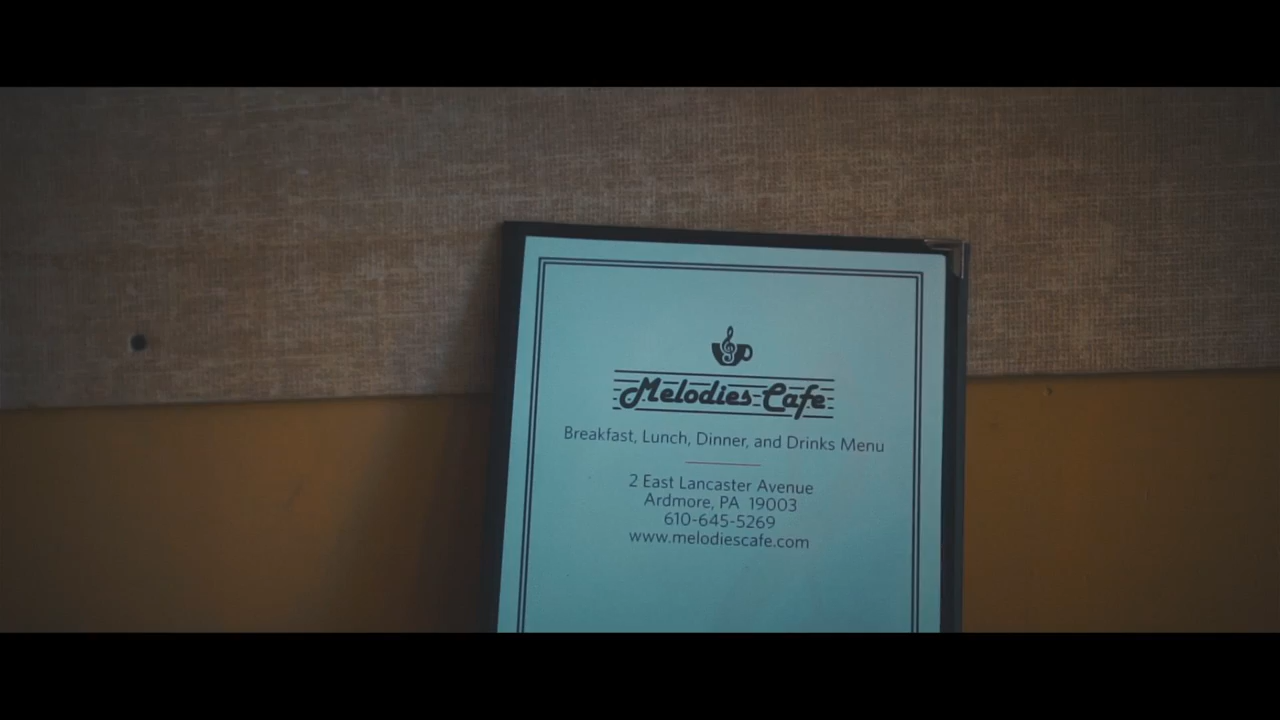 Melodies Cafe
Breakfast, Lunch, Dinner, and Drinks Menu
2 East Lancaster Avenue
Ardmore, PA 19003
610-645-5269
www.melodiescafe.com